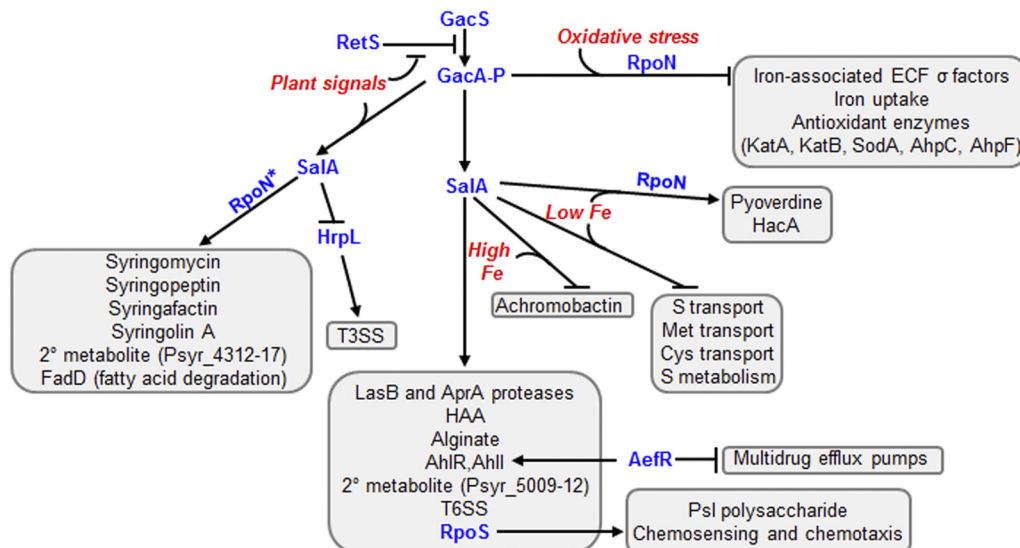 GacS
RetS
Oxidative stress
RpoN
Plant signals
GacA-P
Iron-associated ECF σ factors
Iron uptake
Antioxidant enzymes
(KatA, KatB, SodA, AhpC, AhpF)
SalA
RpoN*
HrpL
SalA
RpoN
Low Fe
High
Fe
Pyoverdine
HacA
Syringomycin
Syringopeptin
Syringafactin
Syringolin A
2° metabolite (Psyr_4312-17)
FadD (fatty acid degradation)
T3SS
Achromobactin
S transport
Met transport
Cys transport
S metabolism
LasB and AprA proteases
HAA
Alginate
AhlR,AhlI
2° metabolite (Psyr_5009-12)
T6SS
RpoS
AefR
Multidrug efflux pumps
Psl polysaccharide
Chemosensing and chemotaxis